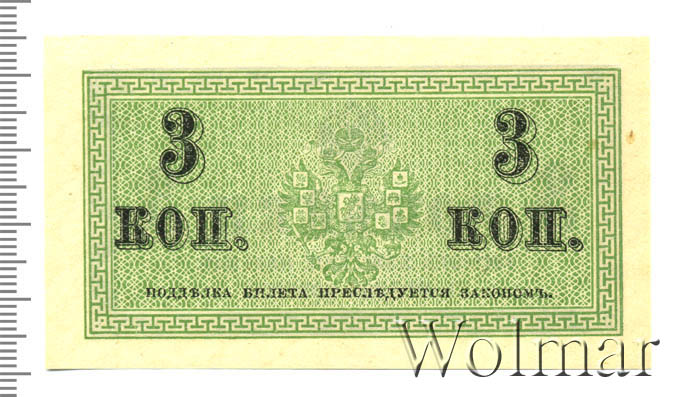 3 3
КОП. КОП.
ПОДДѢЛКА БИЛЕТА ПРЕСЛѢДУЕТСЯ ЗАКОНОМЪ.
Wolmar